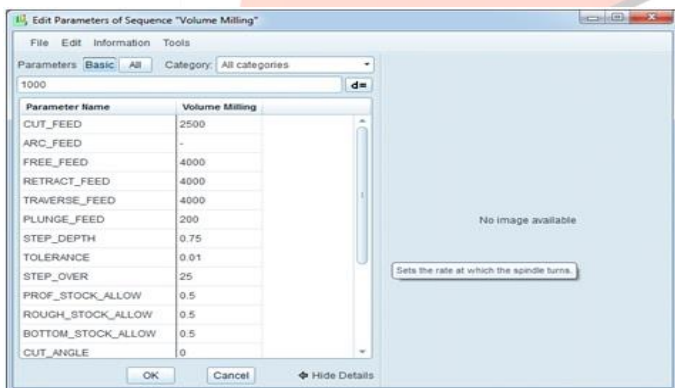 Edit Parameters of Sequence "Volume Milling"
File Edit Information Tools
Parameters Basic All Category: All categories
1000 d=
Parameter Name Volume Milling
CUT_FEED 2500
ARC_FEED -
FREE_FEED 4000
RETRACT_FEED 4000
TRAVERSE_FEED 4000
PLUNGE_FEED 200
STEP_DEPTH 0.75
TOLERANCE 0.01
STEP_OVER 25
PROF_STOCK_ALLOW 0.5
ROUGH_STOCK_ALLOW 0.5
BOTTOM_STOCK_ALLOW 0.5
CUT_ANGLE 0
No image available
Sets the rate at which the spindle turns.
OK Cancel Hide Details